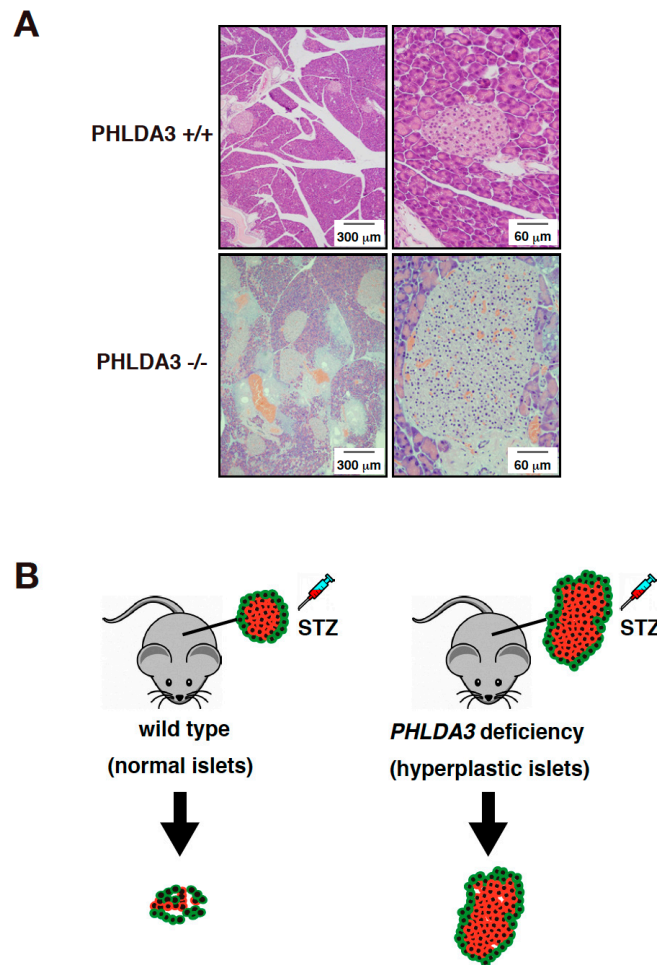 A
PHLDA3 +/+
300 μm
60 μm
PHLDA3 -/-
300 μm
60 μm
B
STZ
STZ
wild type
(normal islets)
PHLDA3 deficiency
(hyperplastic islets)